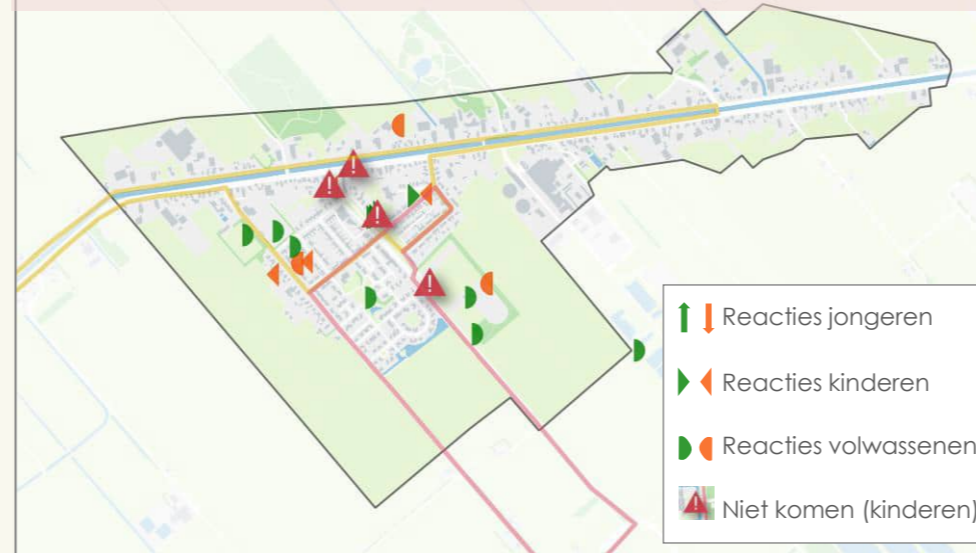 Reacties jongeren
Reacties kinderen
Reacties volwassenen
Niet komen (kinderen)